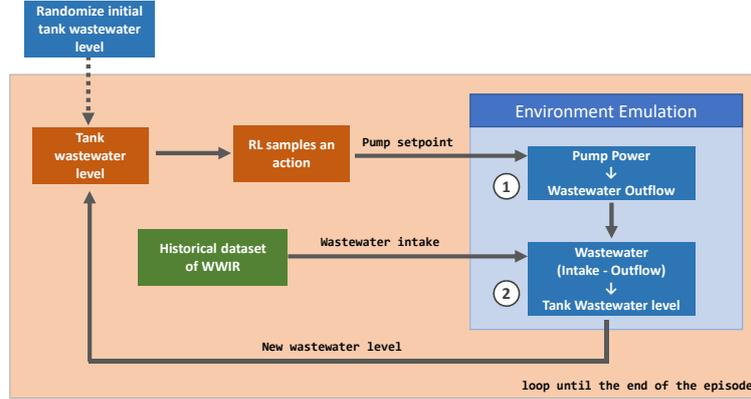 Randomize initial
tank wastewater
level
Environment Emulation
Tank
wastewater
level
RL samples an
action
Pump setpoint
Pump Power
↓
Wastewater Outflow
1
Historical dataset
of WWIR
Wastewater intake
Wastewater
(Intake - Outflow)
↓
Tank Wastewater level
2
New wastewater level
loop until the end of the episode